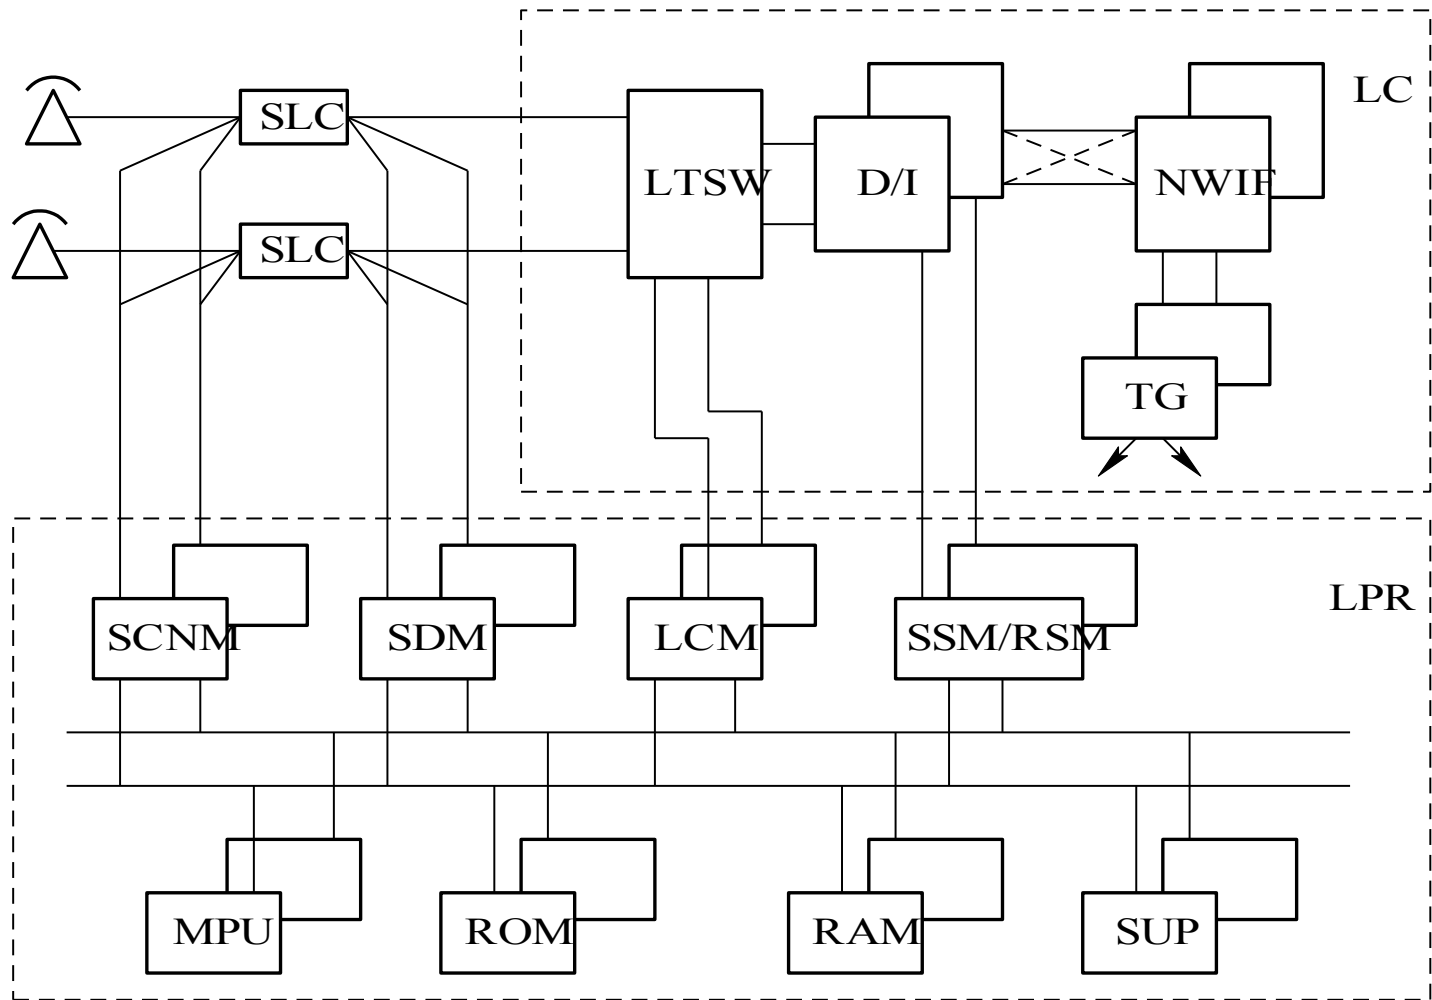 LC
SLC
LTSW
D/I
NWIF
SLC
TG
LPR
SCNM
SDM
LCM
SSM/RSM
MPU
ROM
RAM
SUP